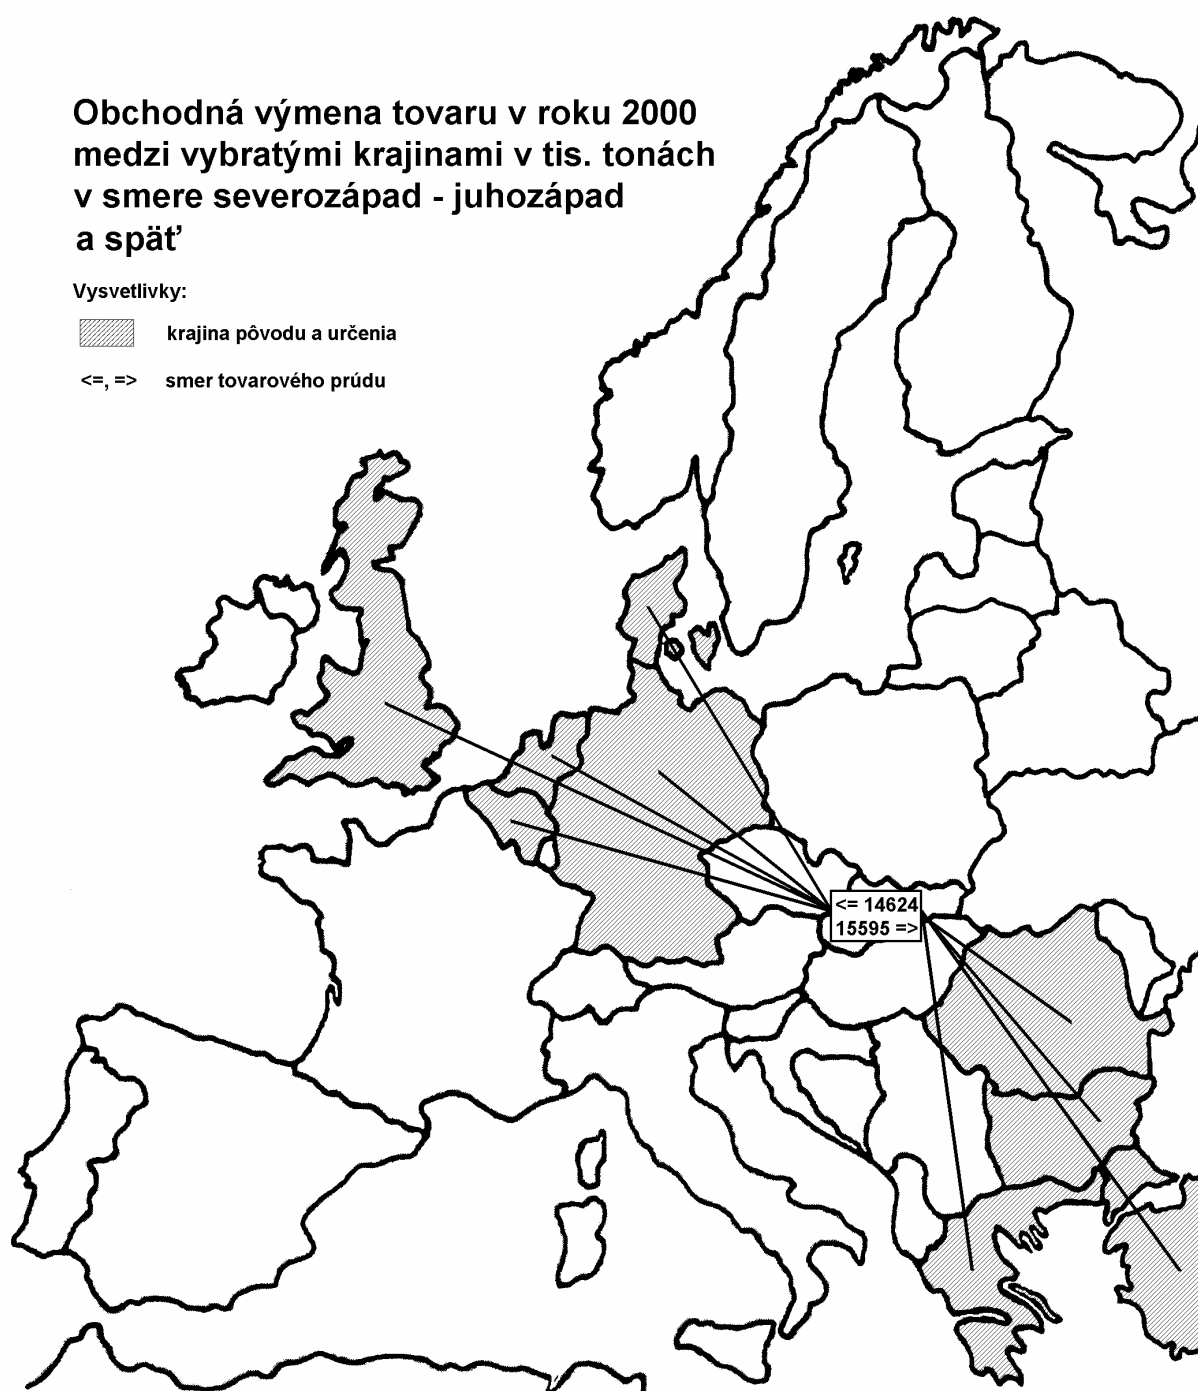 Obchodná výmena tovaru v roku 2000
medzi vybratými krajinami v tis. tonách
v smere severozápad - juhozápad
a späť
Vysvetlivky:
krajina pôvodu a určenia
<=, => smer tovarového prúdu
<= 14624
15595 =>